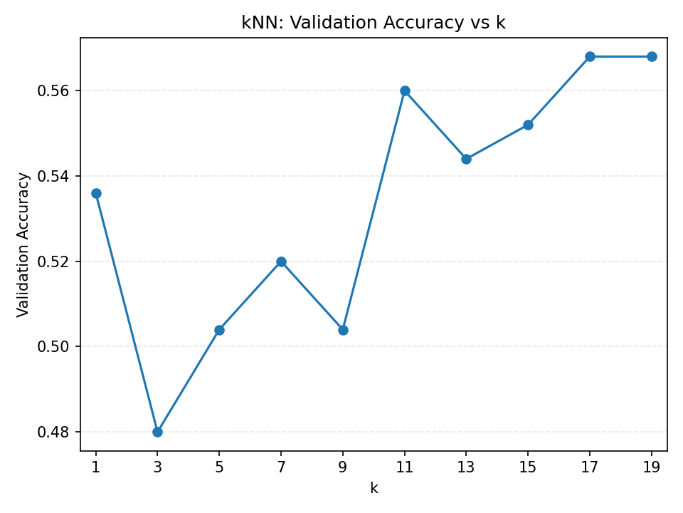 kNN: Validation Accuracy vs k
Validation Accuracy
0.56
0.54
0.52
0.50
0.48
1 3 5 7 9 11 13 15 17 19
k